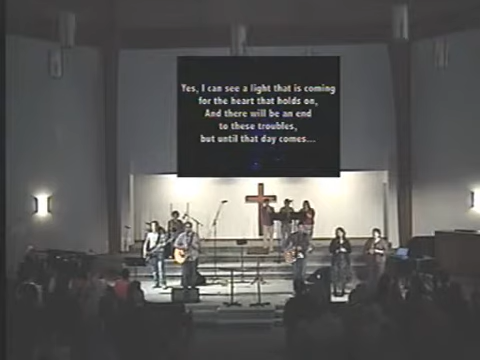 Yes, I can see a light that is coming
for the heart that holds on,
And there will be an end
to these troubles,
but until that day comes...